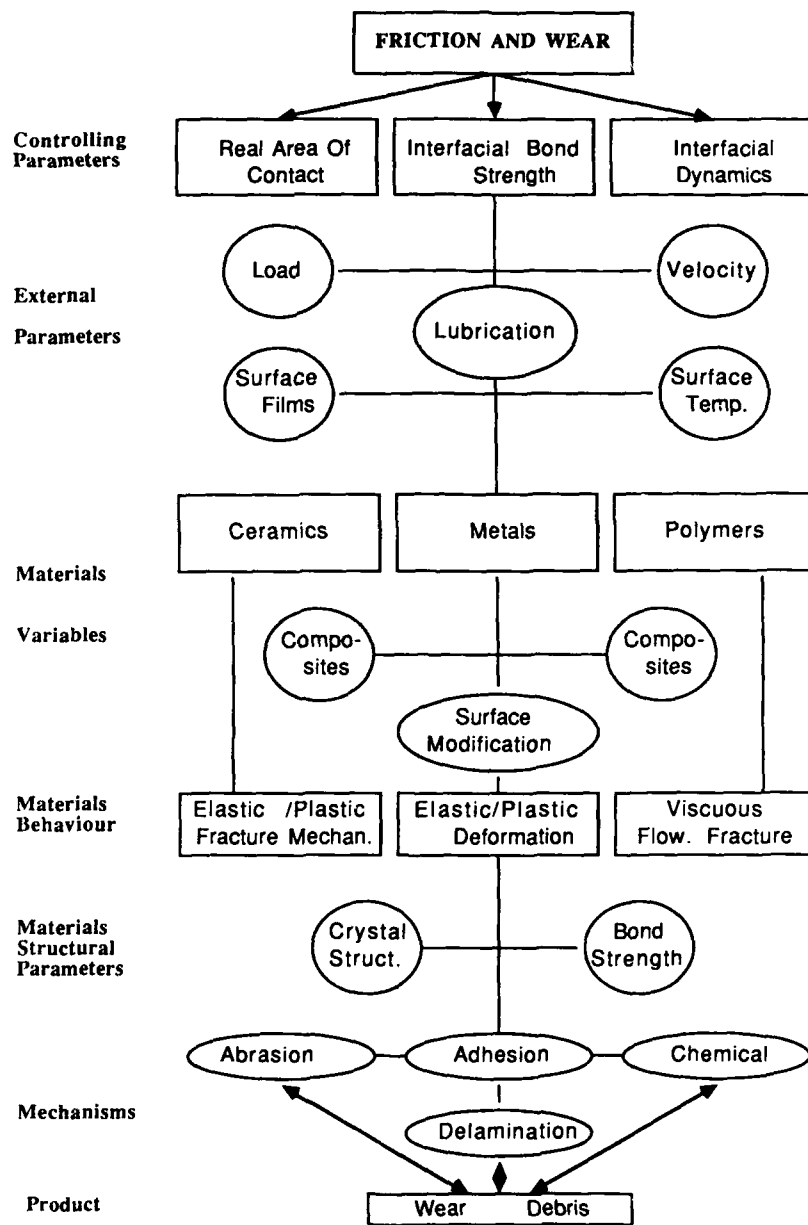 FRICTION AND WEAR
Controlling
Parameters
Real Area Of
Contact
Interfacial Bond
Strength
Interfacial
Dynamics
Load
Velocity
External
Parameters
Lubrication
Surface
Films
Surface
Temp.
Ceramics
Metals
Polymers
Materials
Variables
Compo-
sites
Compo-
sites
Surface
Modification
Materials
Behaviour
Elastic /Plastic
Fracture Mechan.
Elastic/Plastic
Deformation
Viscuous
Flow. Fracture
Materials
Structural
Parameters
Crystal
Struct.
Bond
Strength
Abrasion
Adhesion
Chemical
Mechanisms
Delamination
Product
Wear Debris